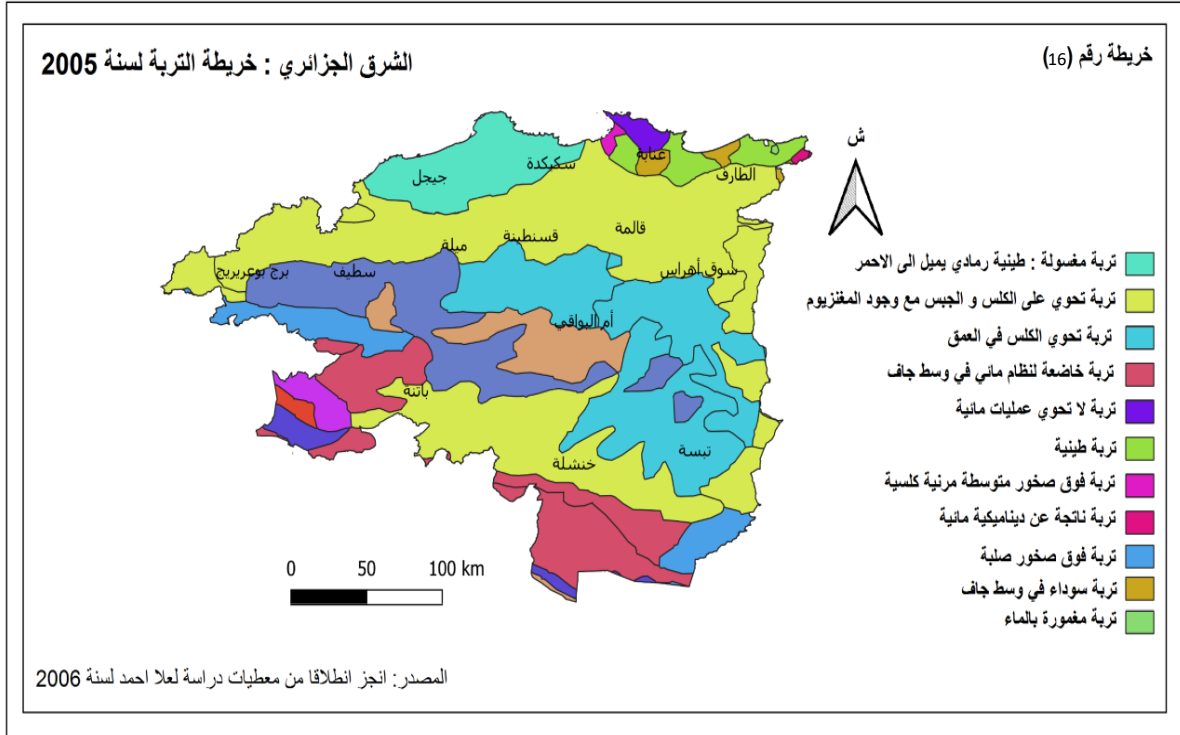 خريطة رقم (16)
الشرق الجزائري : خريطة التربة لسنة 2005
ش
سكيكدة
عنابة
جيجل
الطارف
قالمة
قسنطينة
ميلة
سوق أهراس
سطيف
برج بوعريريج
أم البواقي
باتنة
تبسة
خنشلة
تربة مغسولة : طينية رمادي يميل الى الاحمر
تربة تحوي على الكلس و الجبس مع وجود المغنزيوم
تربة تحوي الكلس في العمق
تربة خاضعة لنظام مائي في وسط جاف
تربة لا تحوي عمليات مائية
تربة طينية
تربة فوق صخور متوسطة مرنية كلسية
تربة ناتجة عن ديناميكية مائية
تربة فوق صخور صلبة
تربة سوداء في وسط جاف
تربة مغمورة بالماء
0 50 100 km
المصدر: انجز انطلاقا من معطيات دراسة لعلا احمد لسنة 2006